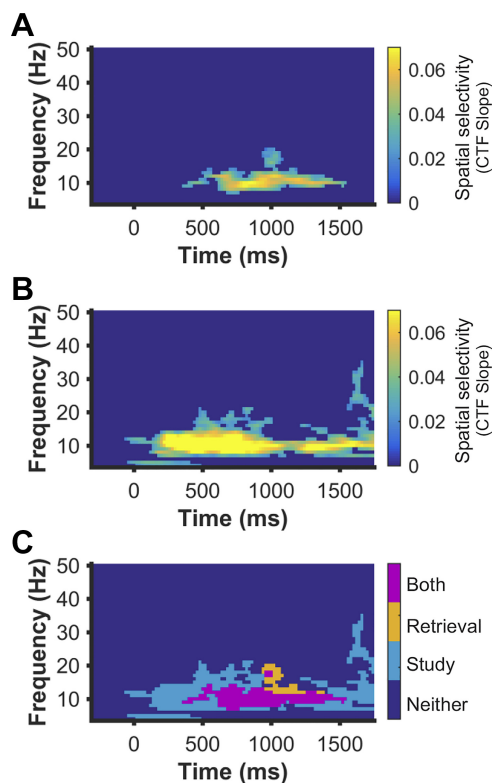 A
50
40
30
20
10
Frequency (Hz)
0
500
1000
1500
Time (ms)
0.06
0.04
0.02
0
Spatial selectivity
(CTF Slope)
B
50
40
30
20
10
Frequency (Hz)
0
500
1000
1500
Time (ms)
0.06
0.04
0.02
0
Spatial selectivity
(CTF Slope)
C
50
40
30
20
10
Frequency (Hz)
0
500
1000
1500
Time (ms)
Both
Retrieval
Study
Neither